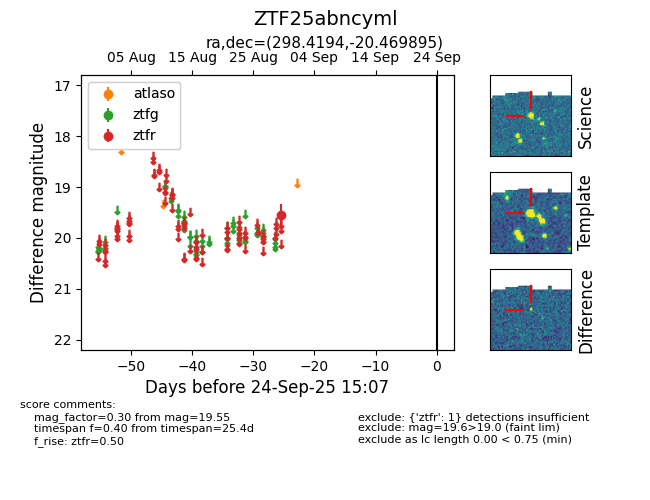 ZTF25abncyml
ra,dec=(298.4194,-20.469895)
05 Aug 15 Aug 25 Aug 04 Sep 14 Sep 24 Sep
17
18
19
20
21
22
Difference magnitude
atlaso
ztfg
ztfr
−50 −40 −30 −20 −10 0
Days before 24-Sep-25 15:07
Science
Template
Difference
score comments:
mag_factor=0.30 from mag=19.55
timespan f=0.40 from timespan=25.4d
f_rise: ztfr=0.50
exclude: {'ztfr': 1} detections insufficient
exclude: mag=19.6>19.0 (faint lim)
exclude as lc length 0.00 < 0.75 (min)